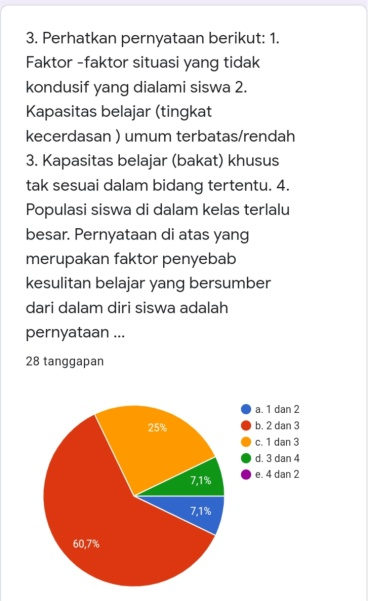 3. Perhatkan pernyataan berikut: 1.
Faktor -faktor situasi yang tidak
kondusif yang dialami siswa 2.
Kapasitas belajar (tingkat
kecerdasan ) umum terbatas/rendah
3. Kapasitas belajar (bakat) khusus
tak sesuai dalam bidang tertentu. 4.
Populasi siswa di dalam kelas terlalu
besar. Pernyataan di atas yang
merupakan faktor penyebab
kesulitan belajar yang bersumber
dari dalam diri siswa adalah
pernyataan ...
28 tanggapan
a. 1 dan 2
b. 2 dan 3
c. 1 dan 3
d. 3 dan 4
e. 4 dan 2
25%
7,1%
7,1%
60,7%